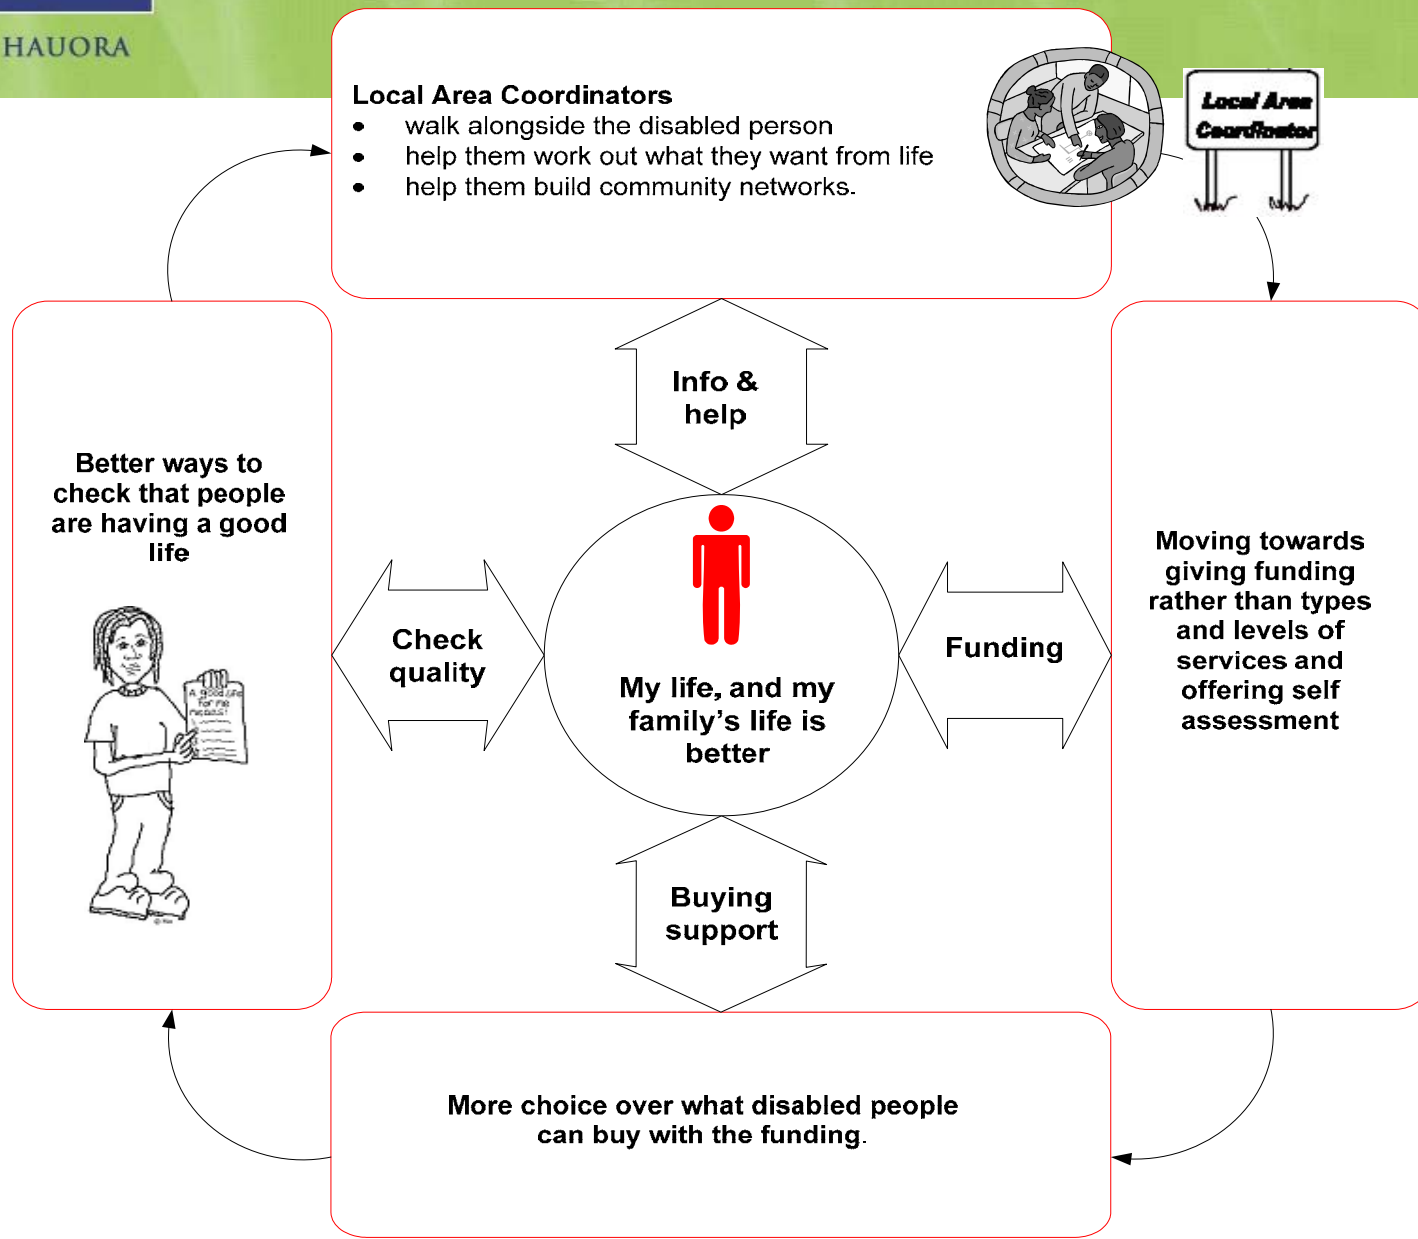 HAUORA
Local Area Coordinators
• walk alongside the disabled person
• help them work out what they want from life
• help them build community networks.
Local Area
Coordinator
Info &
help
Better ways to
check that people
are having a good
life
A good life
for me
Check
quality
My life, and my
family's life is
better
Funding
Moving towards
giving funding
rather than types
and levels of
services and
offering self
assessment
Buying
support
More choice over what disabled people
can buy with the funding.